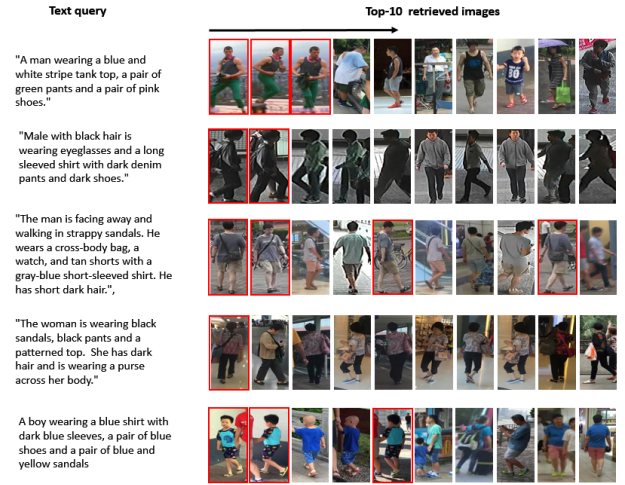 Text query
Top-10 retrieved images
"A man wearing a blue and
white stripe tank top, a pair of
green pants and a pair of pink
shoes."
"Male with black hair is
wearing eyeglasses and a long
sleeved shirt with dark denim
pants and dark shoes."
"The man is facing away and
walking in strappy sandals. He
wears a cross-body bag, a
watch, and tan shorts with a
gray-blue short-sleeved shirt. He
has short dark hair.",
"The woman is wearing black
sandals, black pants and a
patterned top.  She has dark
hair and is wearing a purse
across her body."
A boy wearing a blue shirt with
dark blue sleeves, a pair of blue
shoes and a pair of blue and
yellow sandals